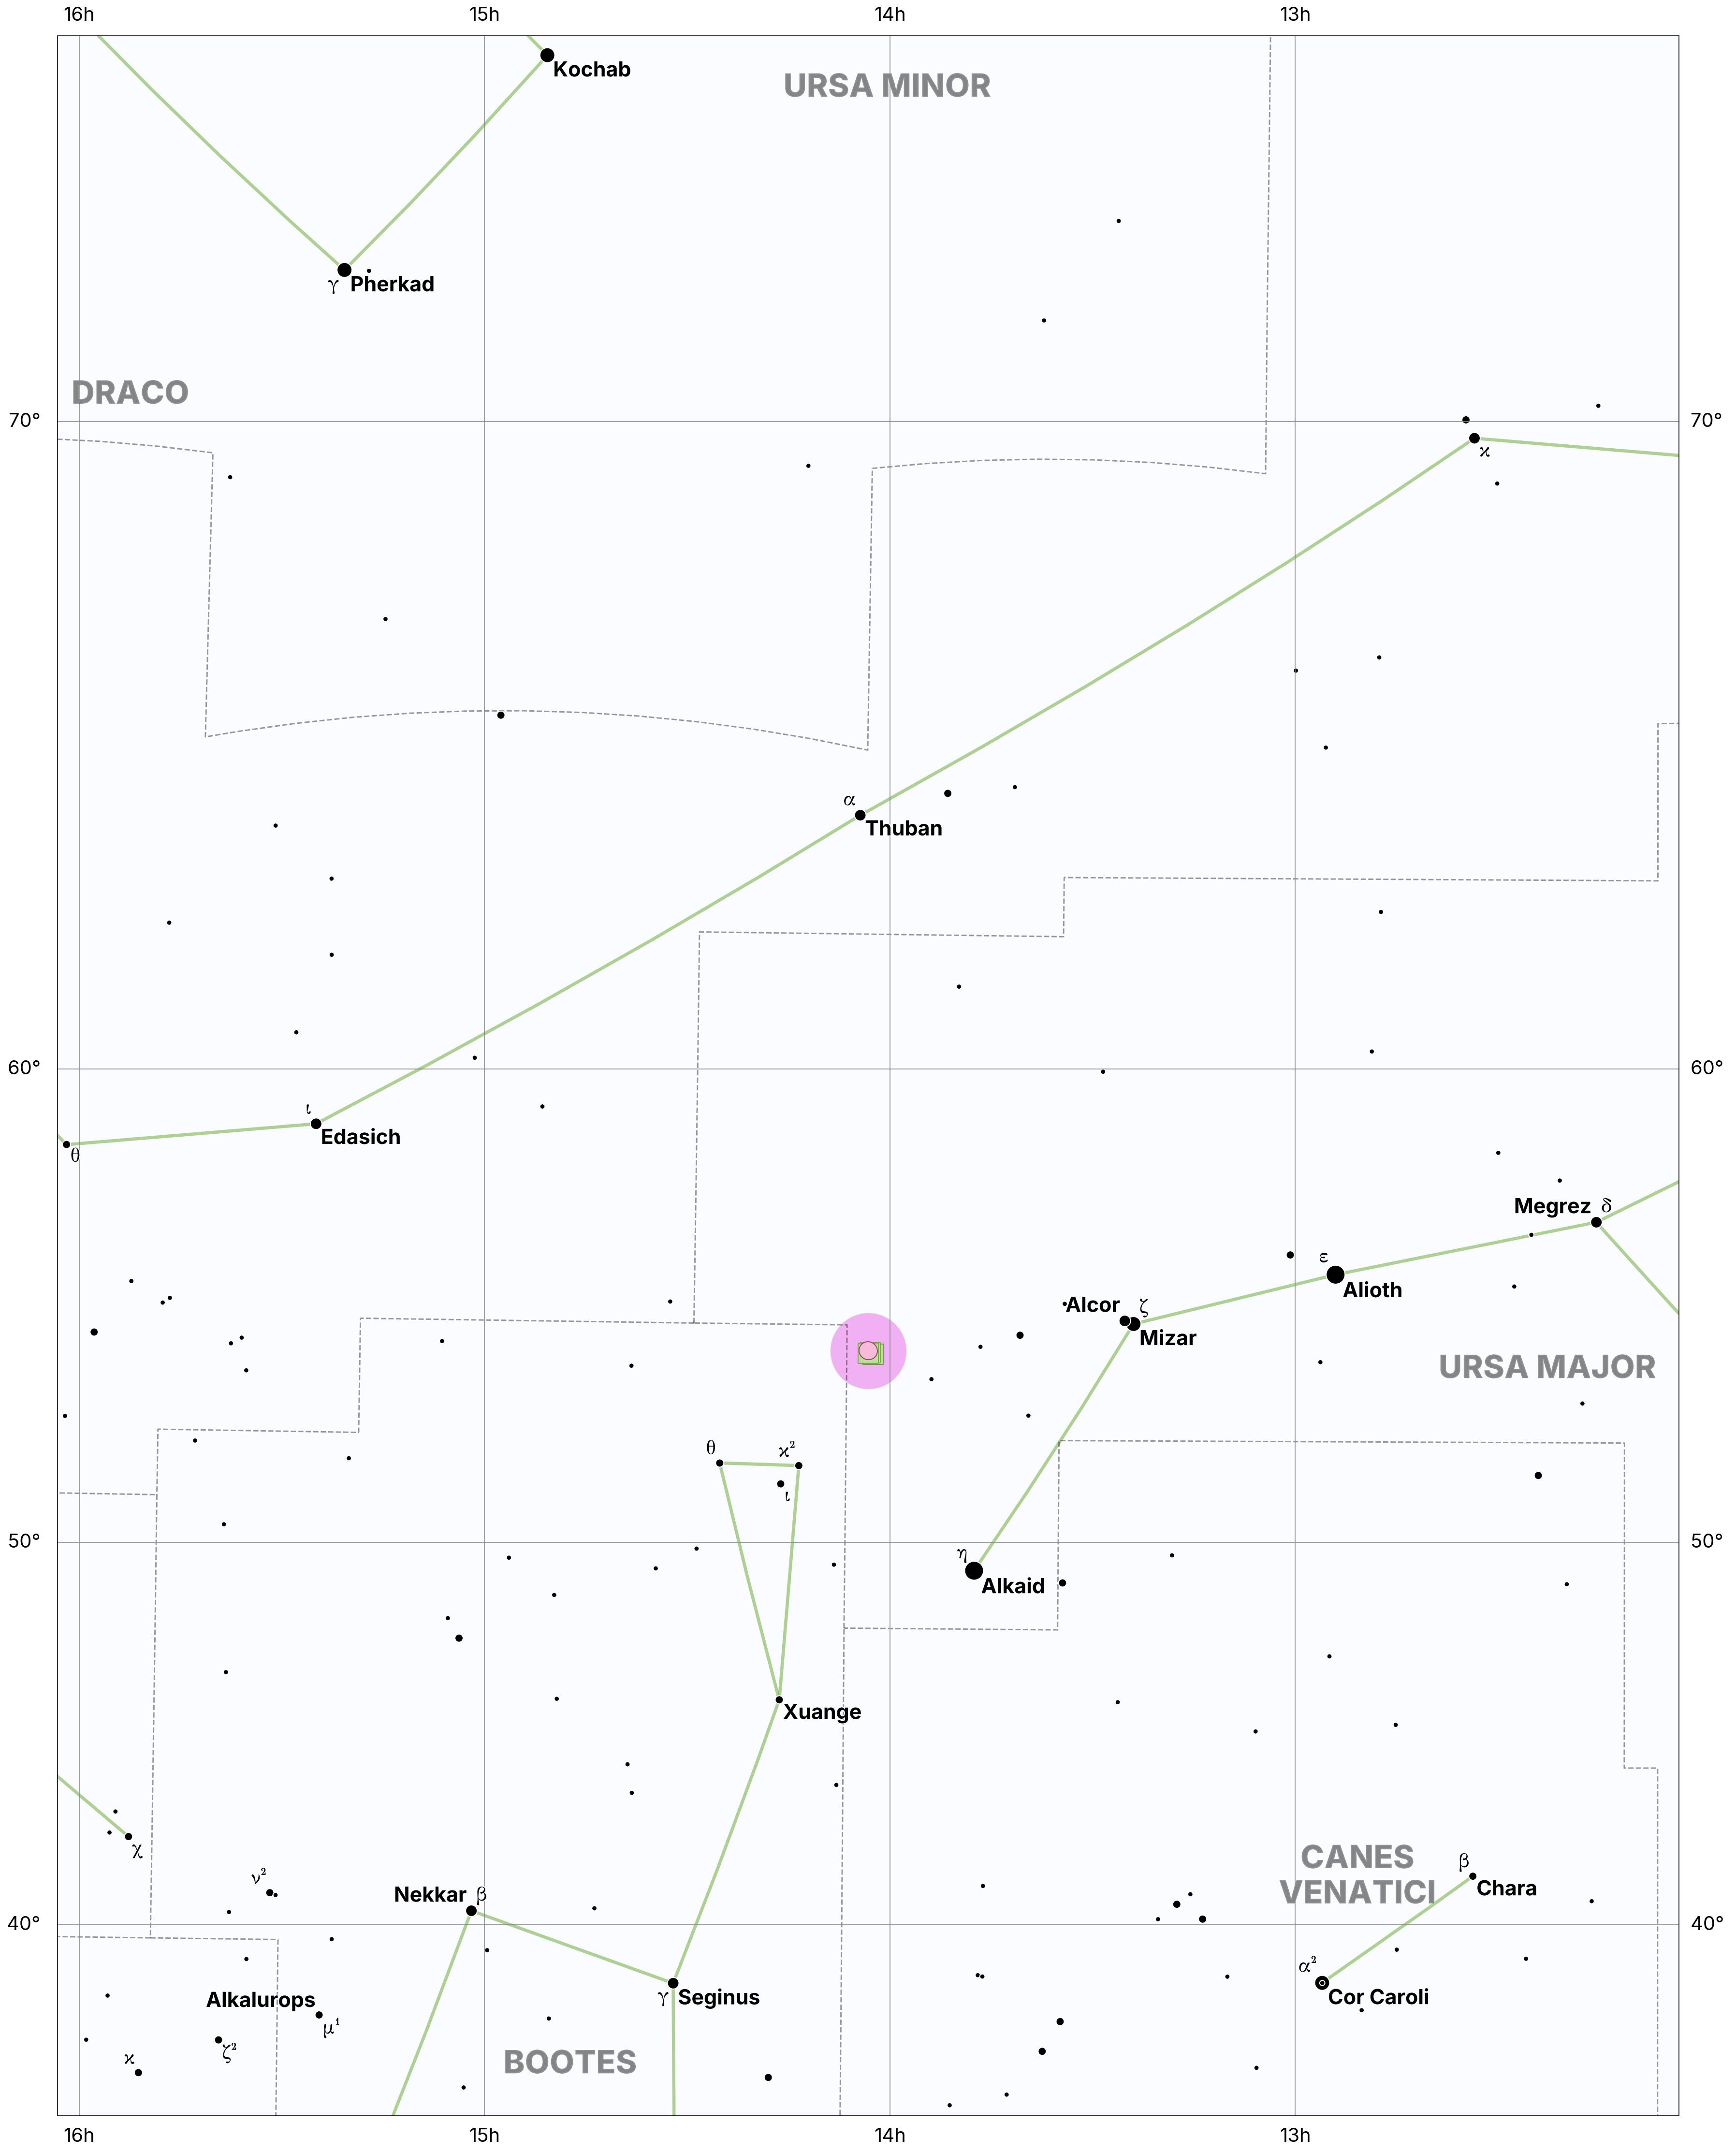 16h 15h 14h 13h
Kochab
URSA MINOR
γ Pherkad
DRACO
70° 70°
ϰ
α
Thuban
60° 60°
ι
Edasich
θ
Megrez δ
ε
Alioth
Alcor ζ
Mizar
URSA MAJOR
θ ϰ²
ι
50° 50°
η
Alkaid
Xuange
χ
CANES
VENATICI
β
Chara
ν²
Nekkar β
40° 40°
α²
Cor Caroli
γ Seginus
Alkalurops
μ¹
ζ²
ϰ
BOOTES
16h 15h 14h 13h